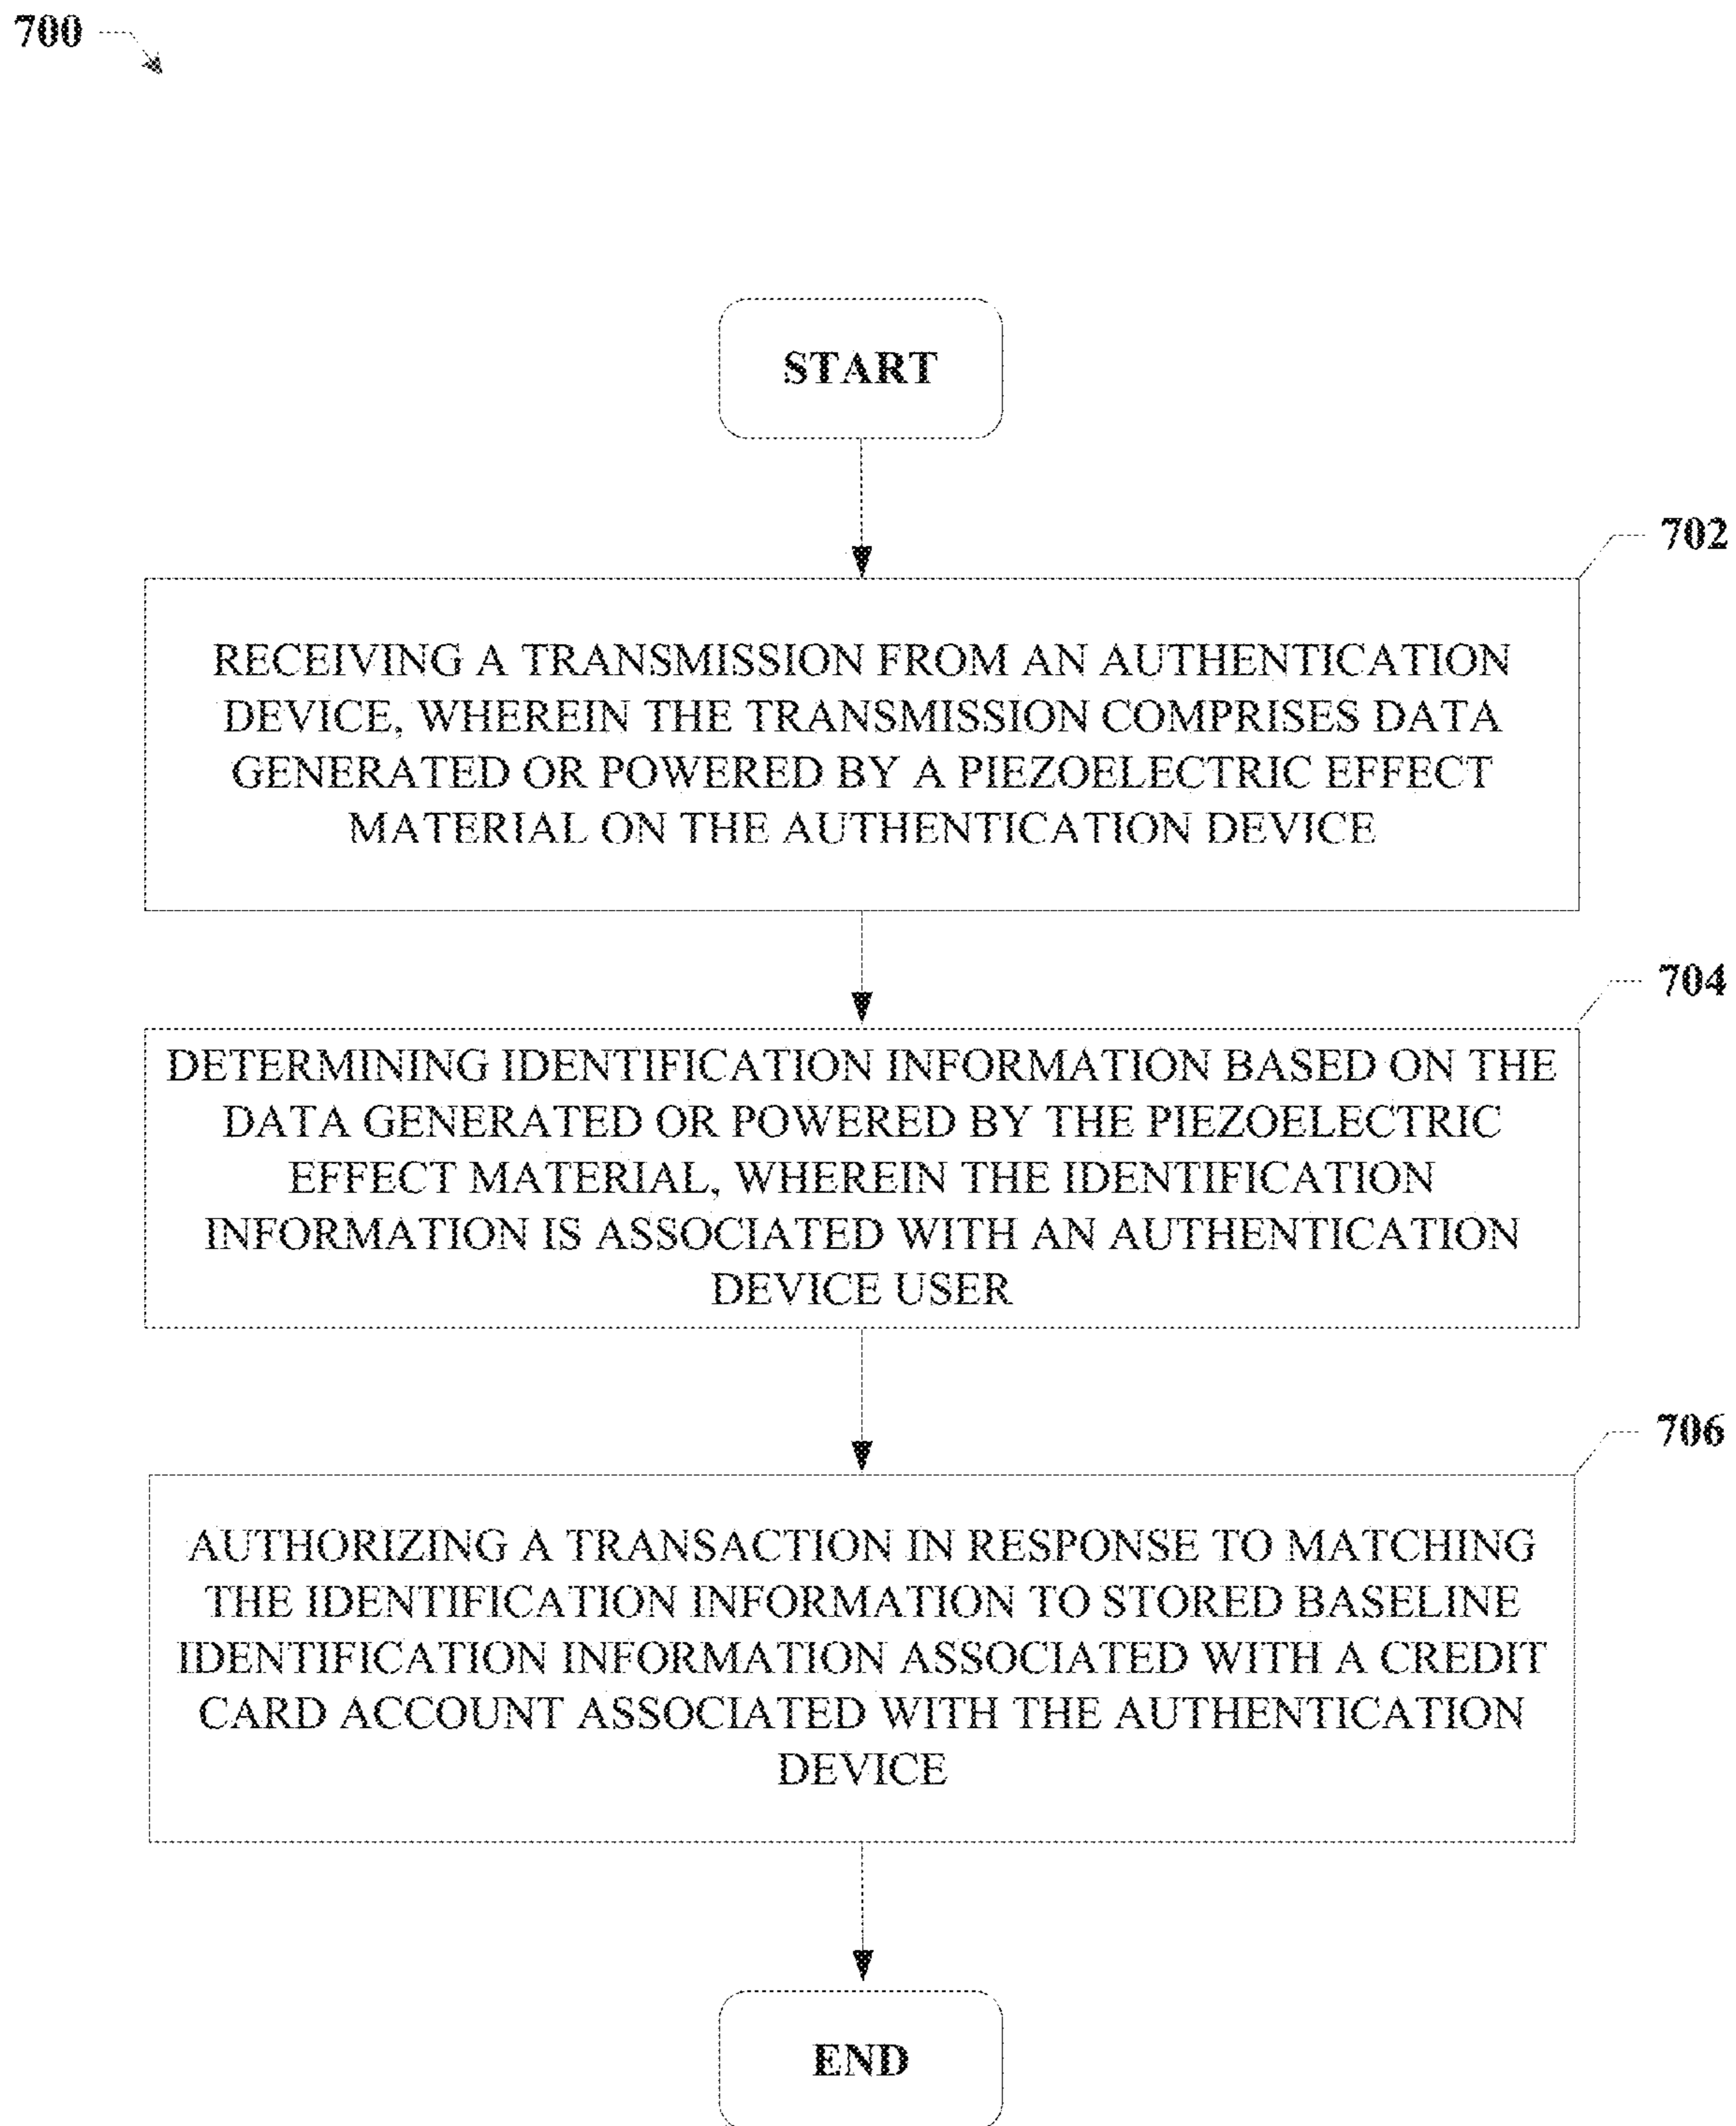 700
START
702
RECEIVING A TRANSMISSION FROM AN AUTHENTICATION
DEVICE, WHEREIN THE TRANSMISSION COMPRISES DATA
GENERATED OR POWERED BY A PIEZOELECTRIC EFFECT
MATERIAL ON THE AUTHENTICATION DEVICE
704
DETERMINING IDENTIFICATION INFORMATION BASED ON THE
DATA GENERATED OR POWERED BY THE PIEZOELECTRIC
EFFECT MATERIAL, WHEREIN THE IDENTIFICATION
INFORMATION IS ASSOCIATED WITH AN AUTHENTICATION
DEVICE USER
706
AUTHORIZING A TRANSACTION IN RESPONSE TO MATCHING
THE IDENTIFICATION INFORMATION TO STORED BASELINE
IDENTIFICATION INFORMATION ASSOCIATED WITH A CREDIT
CARD ACCOUNT ASSOCIATED WITH THE AUTHENTICATION
DEVICE
END